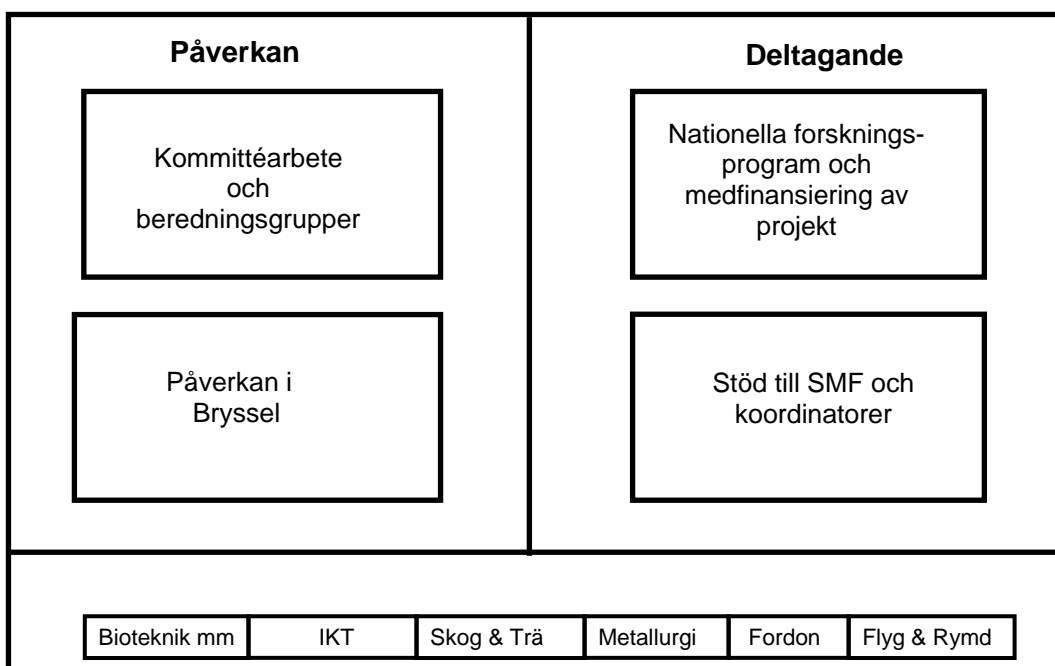 Påverkan
Kommittéarbete
och
beredningsgrupper
Påverkan i
Bryssel
Deltagande
Nationella forsknings-
program och
medfinansiering av
projekt
Stöd till SMF och
koordinatorer
Bioteknik mm IKT Skog & Trä Metallurgi Fordon Flyg & Rymd